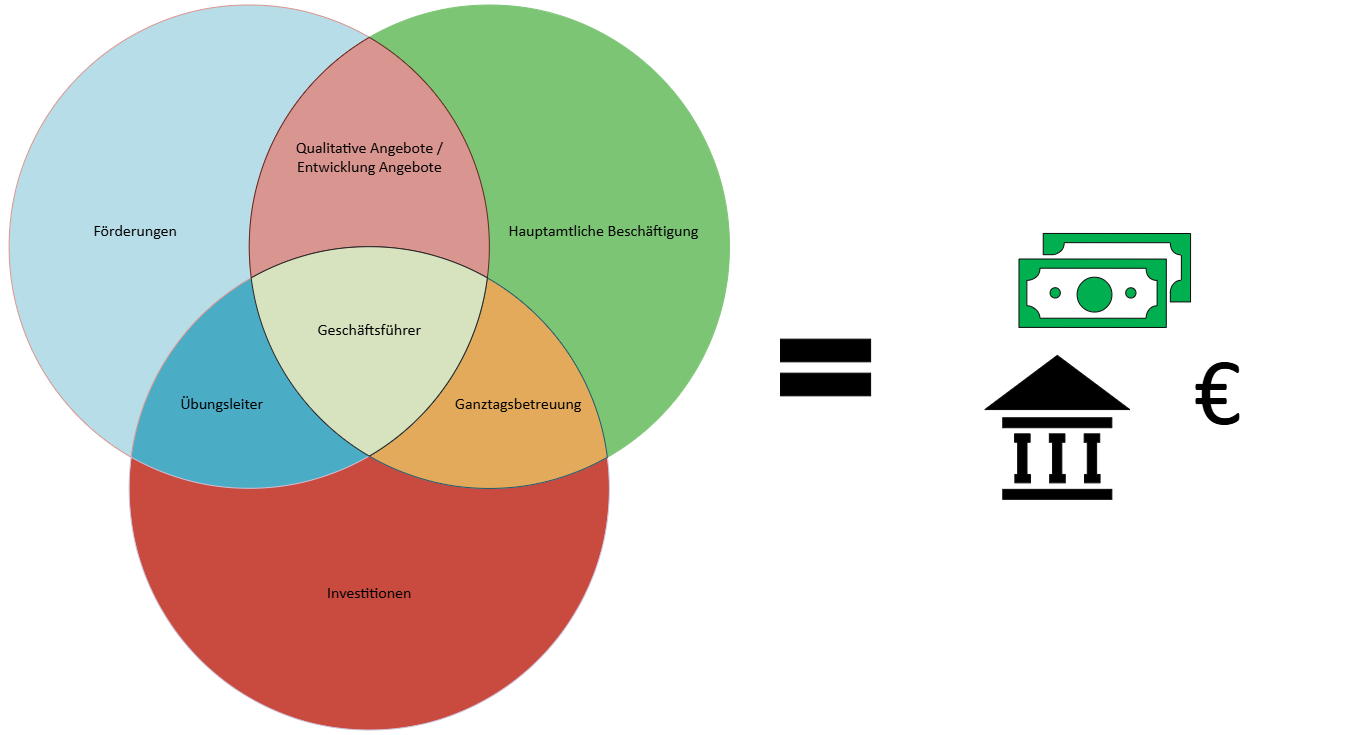 Qualitative Angebote /
Entwicklung Angebote
Förderungen
Hauptamtliche Beschäftigung
Geschäftsführer
Übungsleiter
Ganztagsbetreuung
Investitionen
=
€